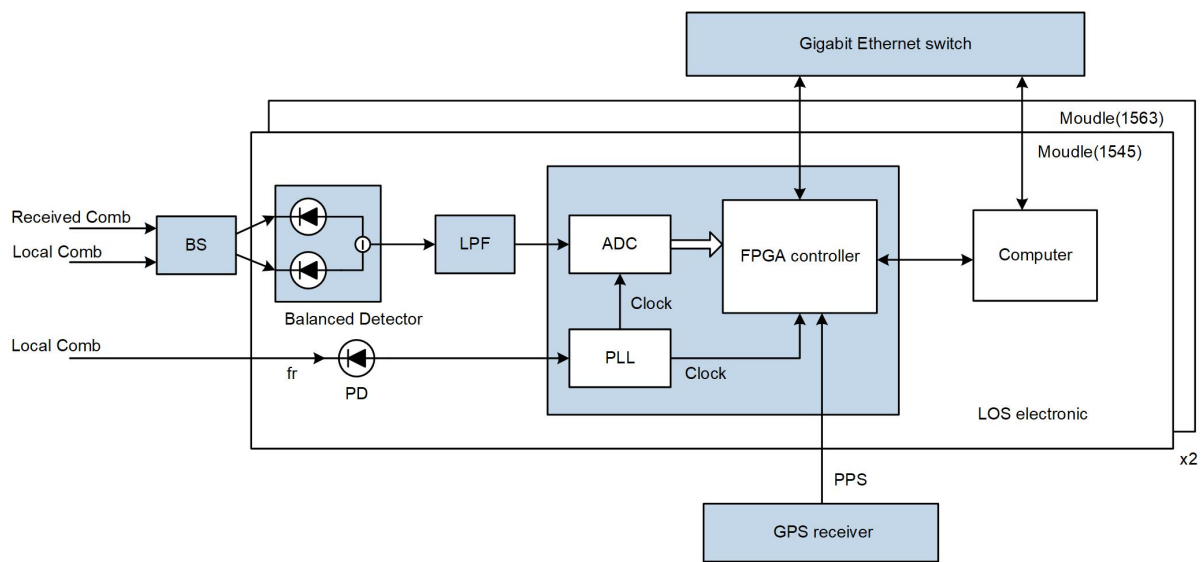 Gigabit Ethernet switch
Moudle(1563)
Moudle(1545)
Received Comb
Local Comb
BS
Balanced Detector
LPF
ADC
FPGA controller
Computer
Clock
Local Comb
fr
PD
PLL
Clock
LOS electronic
x2
PPS
GPS receiver